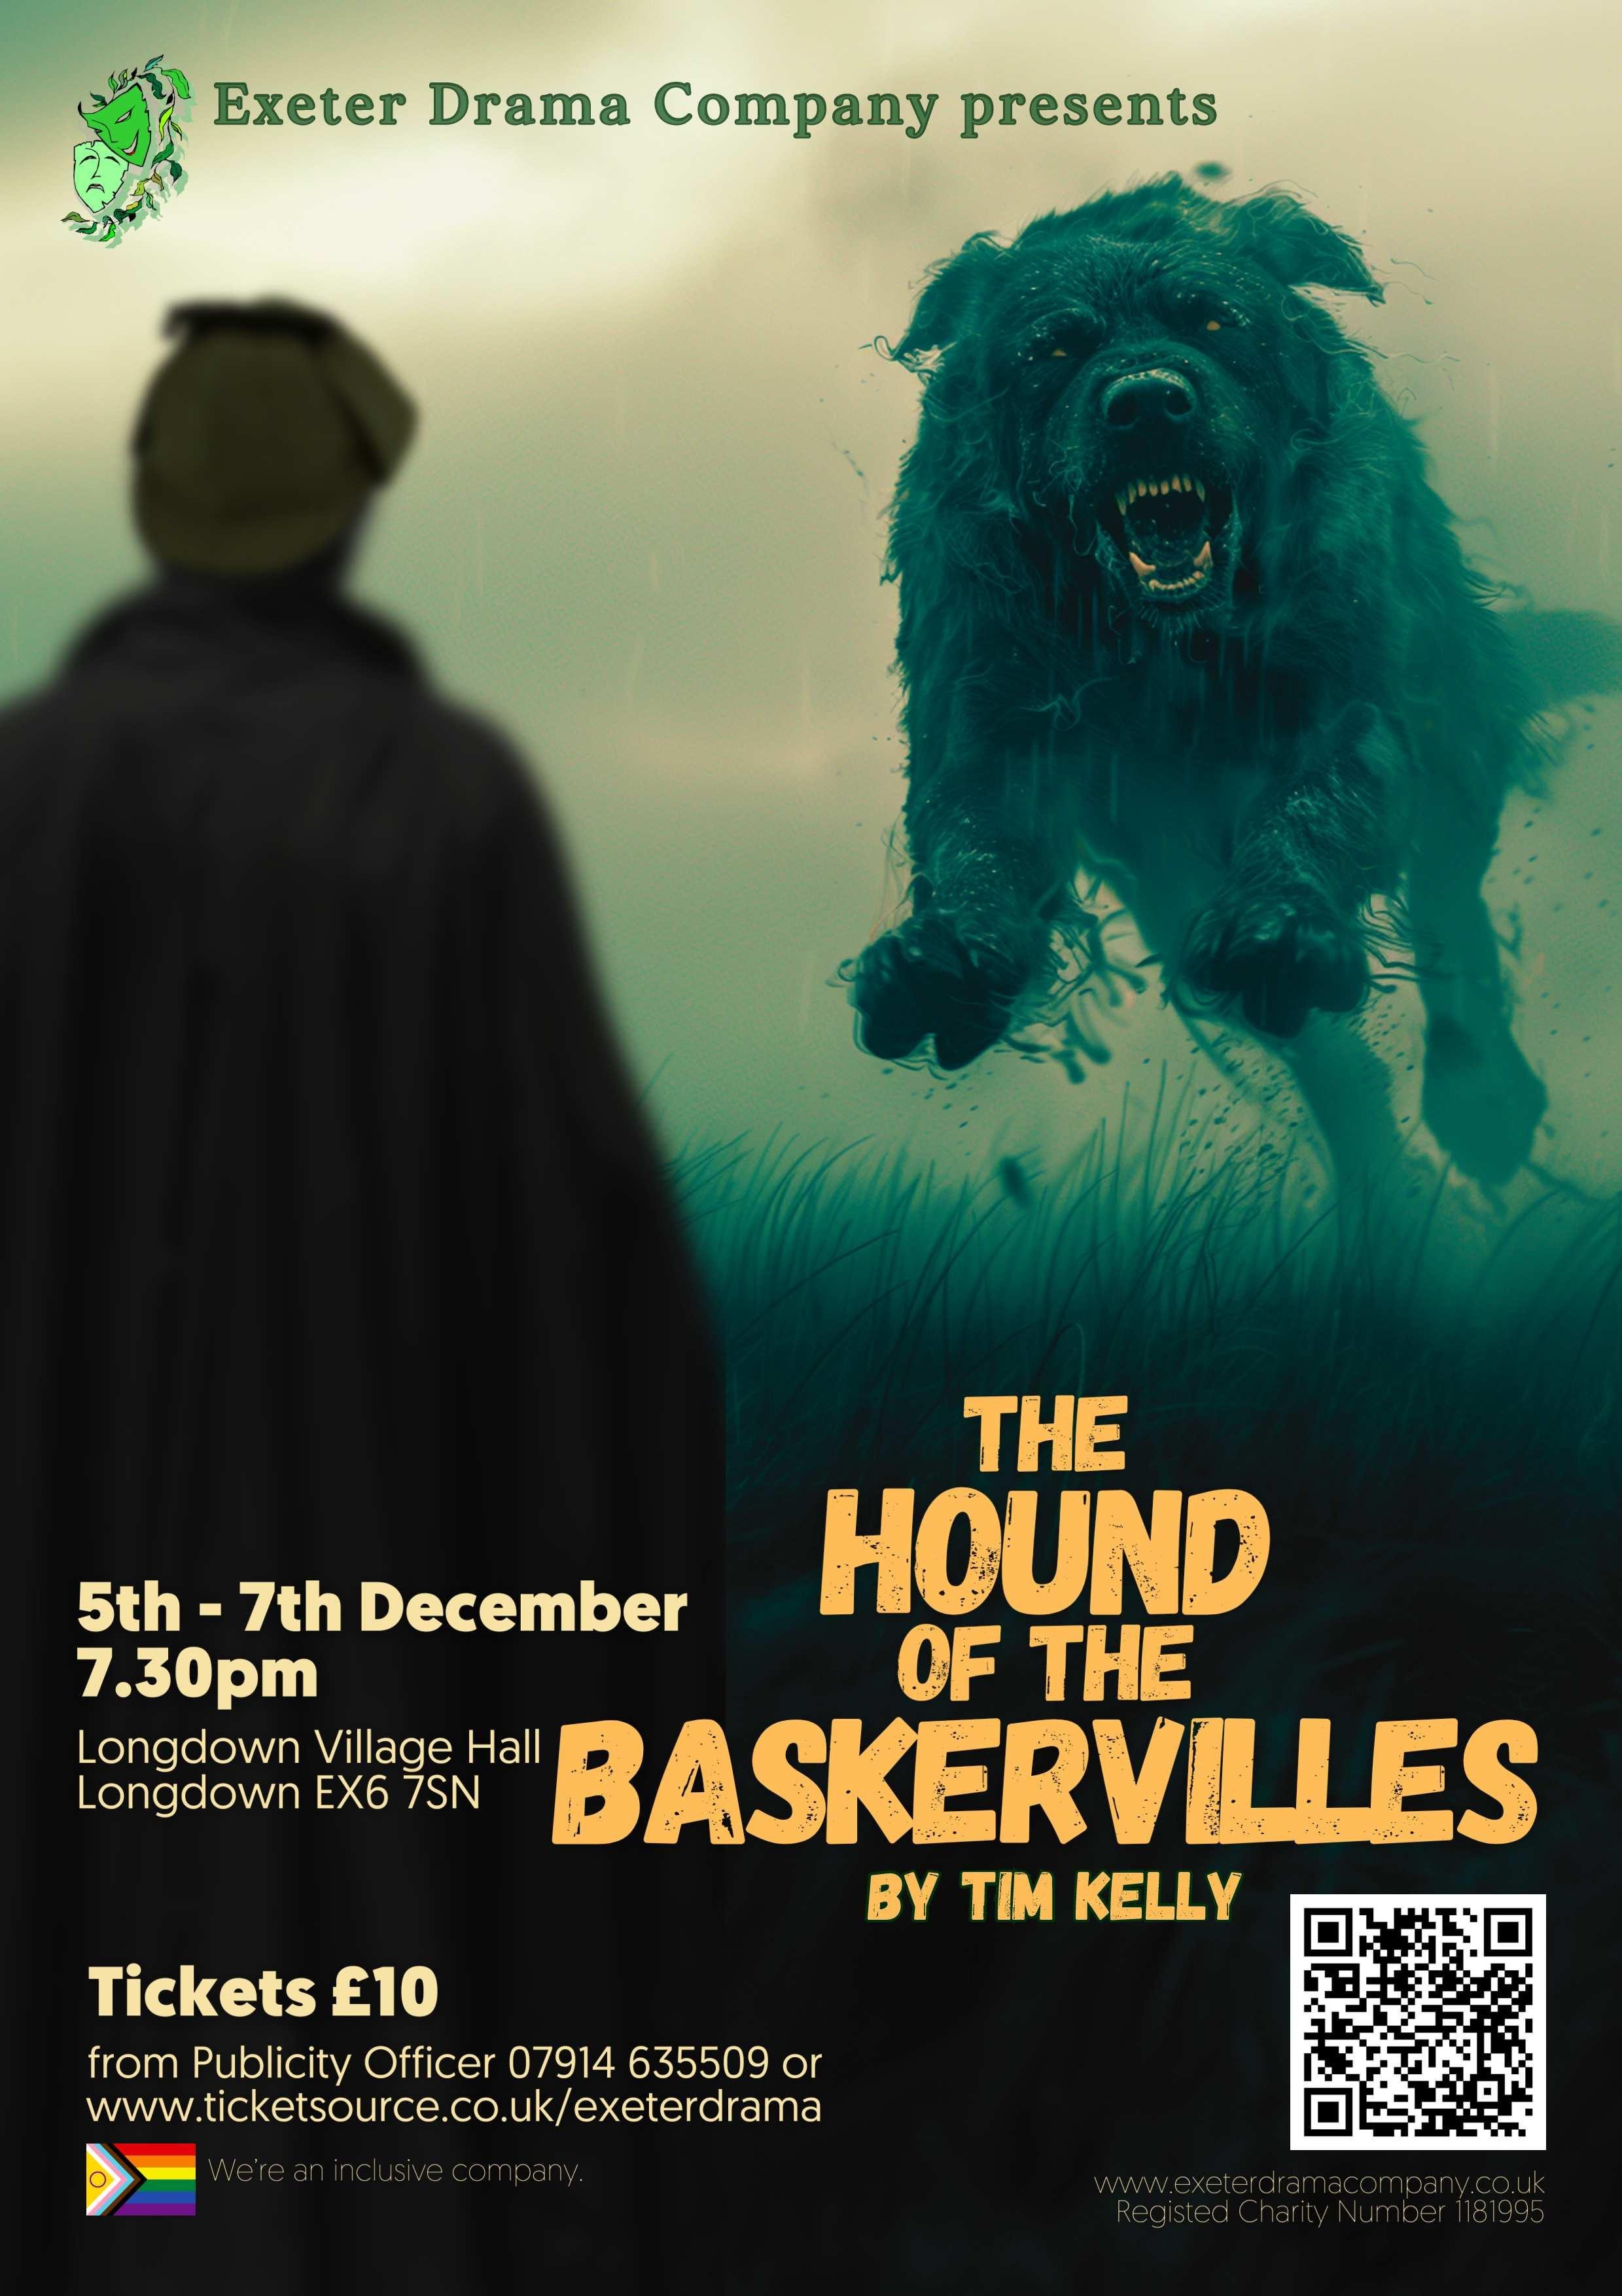 Exeter Drama Company presents
THE
HOUND
OF THE
BASKERVILLES
BY TIM KELLY
5th - 7th December
7.30pm
Longdown Village Hall
Longdown EX6 7SN
Tickets £10
from Publicity Officer 07914 635509 or
www.ticketsource.co.uk/exeterdrama
We're an inclusive company.
www.exeterdramacompany.co.uk
Registed Charity Number 1181995